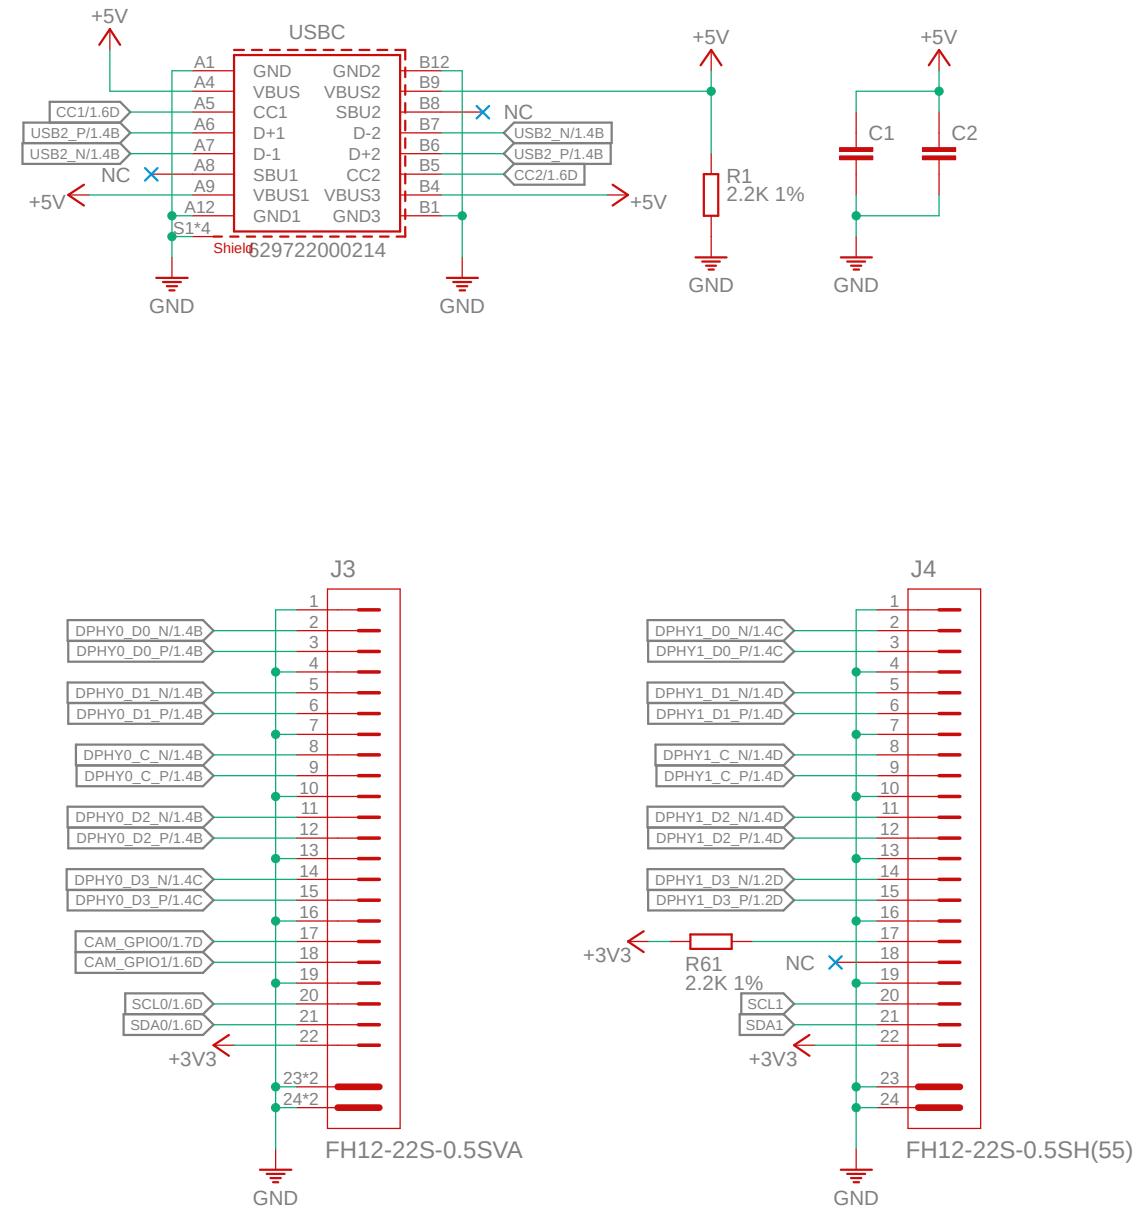 +5V
USBC
+5V
+5V
A1 GND GND2 B12
A4 VBUS VBUS2 B9
CC1/1.6D A5 CC1 SBU2 B8 NC
USB2_P/1.4B A6 D+1 D-2 B7 USB2_N/1.4B
USB2_N/1.4B A7 D-1 D+2 B6 USB2_P/1.4B
NC A8 SBU1 CC2 B5 CC2/1.6D
+5V A9 VBUS1 VBUS3 B4 +5V
A12 GND1 GND3 B1
S1*4
Shield
629722000214
GND
GND
R1
2.2K 1%
GND
C1
C2
GND
J3
1
DPHY0_D0_N/1.4B 2
DPHY0_D0_P/1.4B 3
4
DPHY0_D1_N/1.4B 5
DPHY0_D1_P/1.4B 6
7
DPHY0_C_N/1.4B 8
DPHY0_C_P/1.4B 9
10
DPHY0_D2_N/1.4B 11
DPHY0_D2_P/1.4B 12
13
DPHY0_D3_N/1.4C 14
DPHY0_D3_P/1.4C 15
16
CAM_GPIO0/1.7D 17
CAM_GPIO1/1.6D 18
19
SCL0/1.6D 20
SDA0/1.6D 21
+3V3 22
23*2
24*2
FH12-22S-0.5SVA
GND
J4
1
DPHY1_D0_N/1.4C 2
DPHY1_D0_P/1.4C 3
4
DPHY1_D1_N/1.4D 5
DPHY1_D1_P/1.4D 6
7
DPHY1_C_N/1.4D 8
DPHY1_C_P/1.4D 9
10
DPHY1_D2_N/1.4D 11
DPHY1_D2_P/1.4D 12
13
DPHY1_D3_N/1.2D 14
DPHY1_D3_P/1.2D 15
16
+3V3 17
R61
2.2K 1%
NC 18
19
SCL1 20
SDA1 21
+3V3 22
23
24
FH12-22S-0.5SH(55)
GND